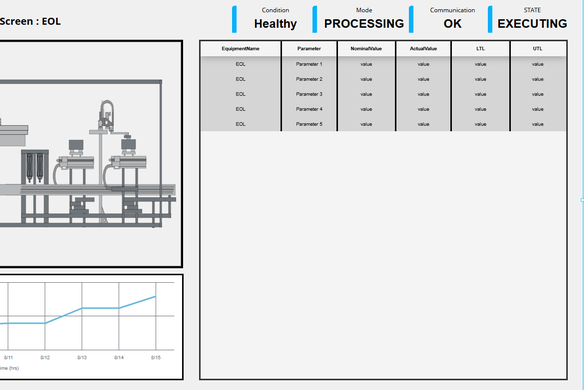 Screen : EOL
Condition
Healthy
Mode
PROCESSING
Communication
OK
STATE
EXECUTING
EquipmentName Parameter NominalValue ActualValue LTL UTL
EOL Parameter 1 value value value value
EOL Parameter 2 value value value value
EOL Parameter 3 value value value value
EOL Parameter 4 value value value value
EOL Parameter 5 value value value value
8/11 8/12 8/13 8/14 8/15
ime (hrs)